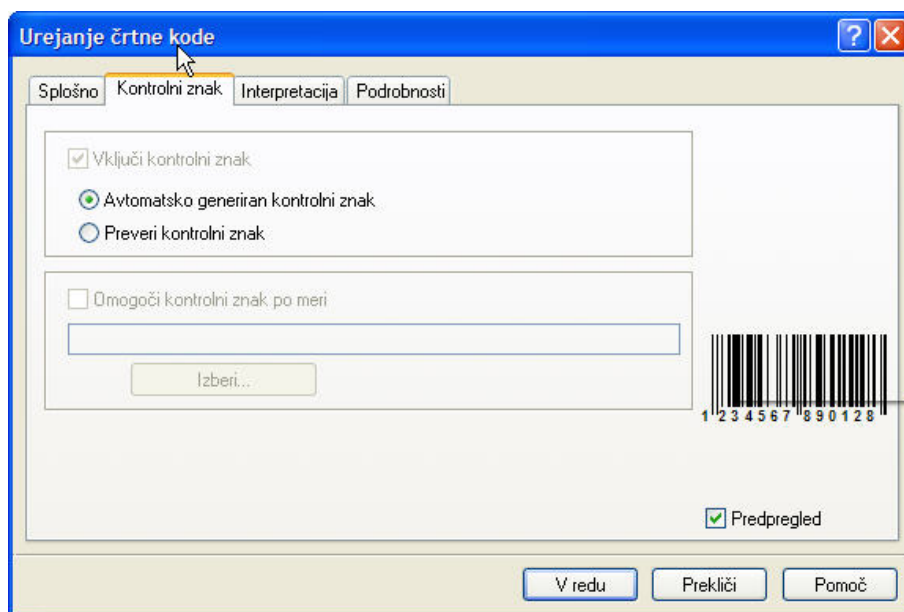 Urejanje črtne kode
Splošno Kontrolni znak Interpretacija Podrobnosti
Vključi kontrolni znak
Avtomatsko generiran kontrolni znak
Preveri kontrolni znak
Omogoči kontrolni znak po meri
Izberi...
1 234567 890128
Predpregled
V redu Prekliči Pomoč